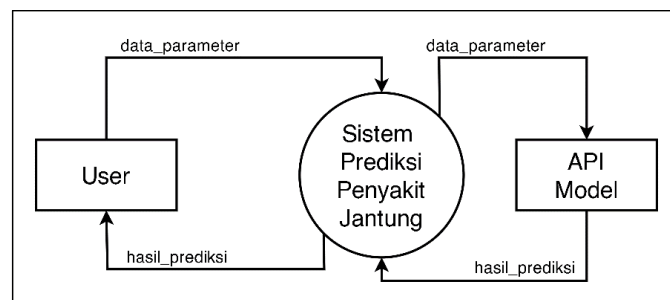 data_parameter
data_parameter
User
Sistem
Prediksi
Penyakit
Jantung
API
Model
hasil_prediksi
hasil_prediksi